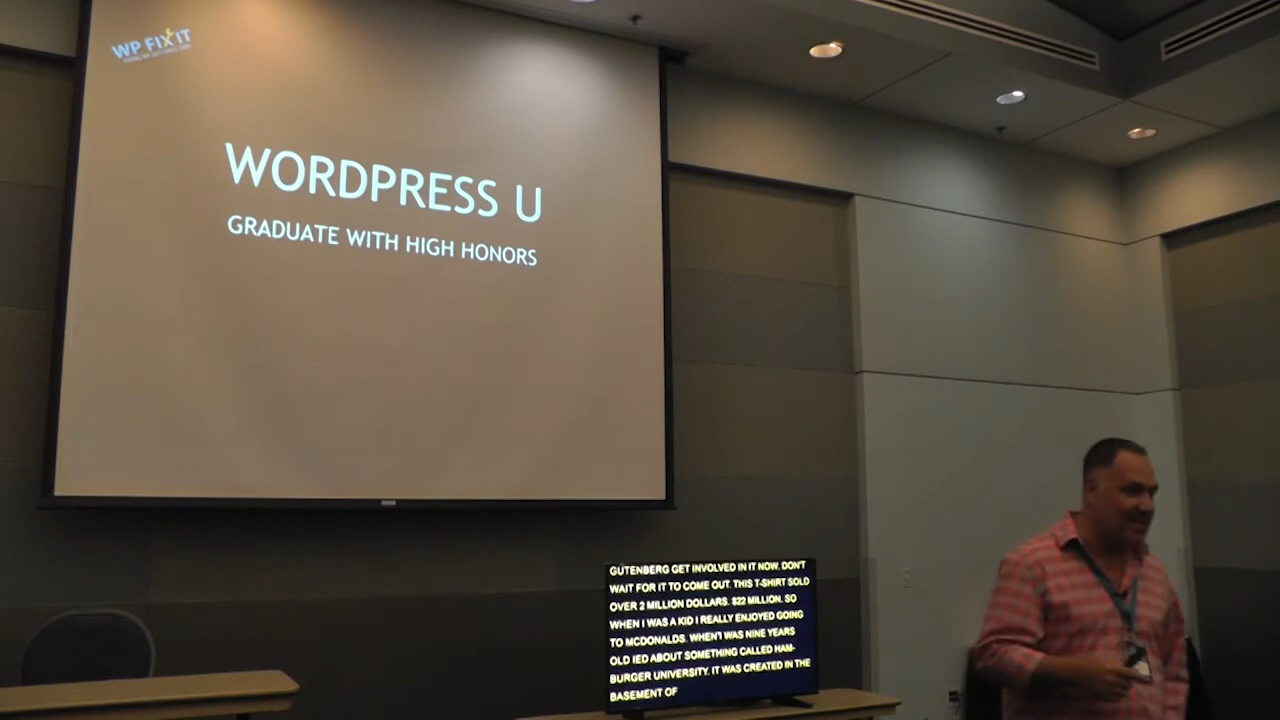 WP FIXIT
WORDPRESS U
GRADUATE WITH HIGH HONORS
GUTENBERG GET INVOLVED IN IT NOW. DON'T
WAIT FOR IT TO COME OUT. THIS T-SHIRT SOLD
OVER 2 MILLION DOLLARS. $22 MILLION. SO
WHEN I WAS A KID I REALLY ENJOYED GOING
TO MCDONALDS. WHEN'I WAS NINE YEARS
OLD IED ABOUT SOMETHING CALLED HAM-
BURGER UNIVERSITY. IT WAS CREATED IN THE
BASEMENT OF